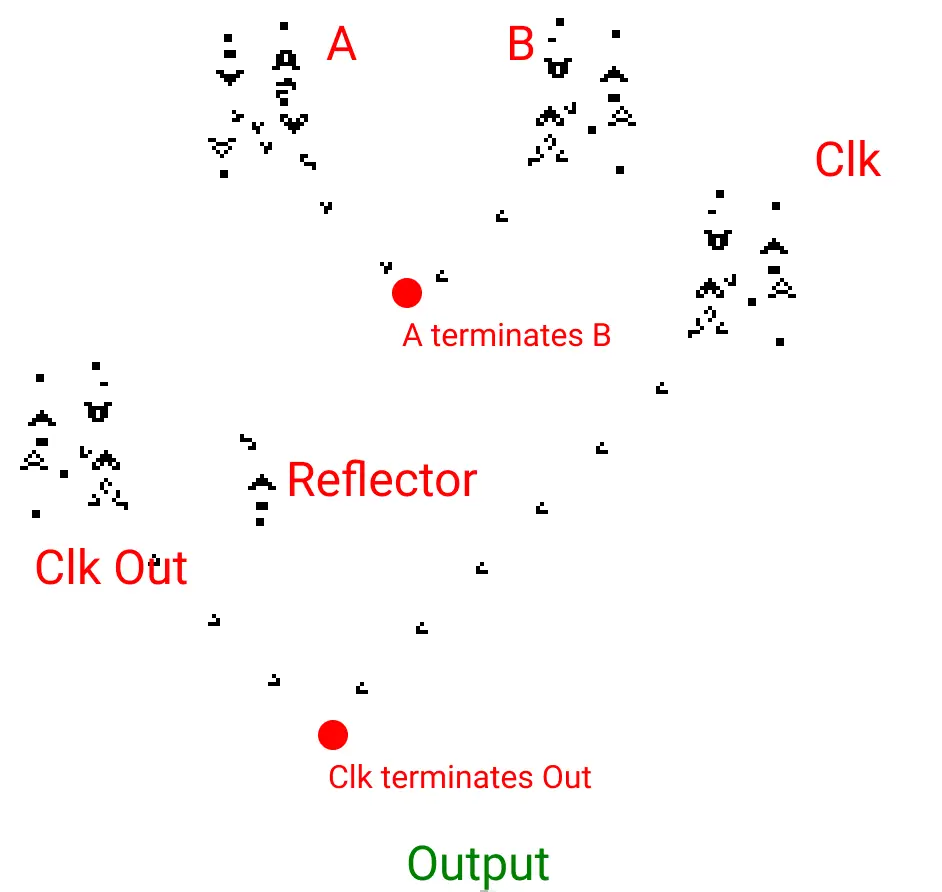 A
B
Clk
A terminates B
Reflector
Clk Out
Clk terminates Out
Output